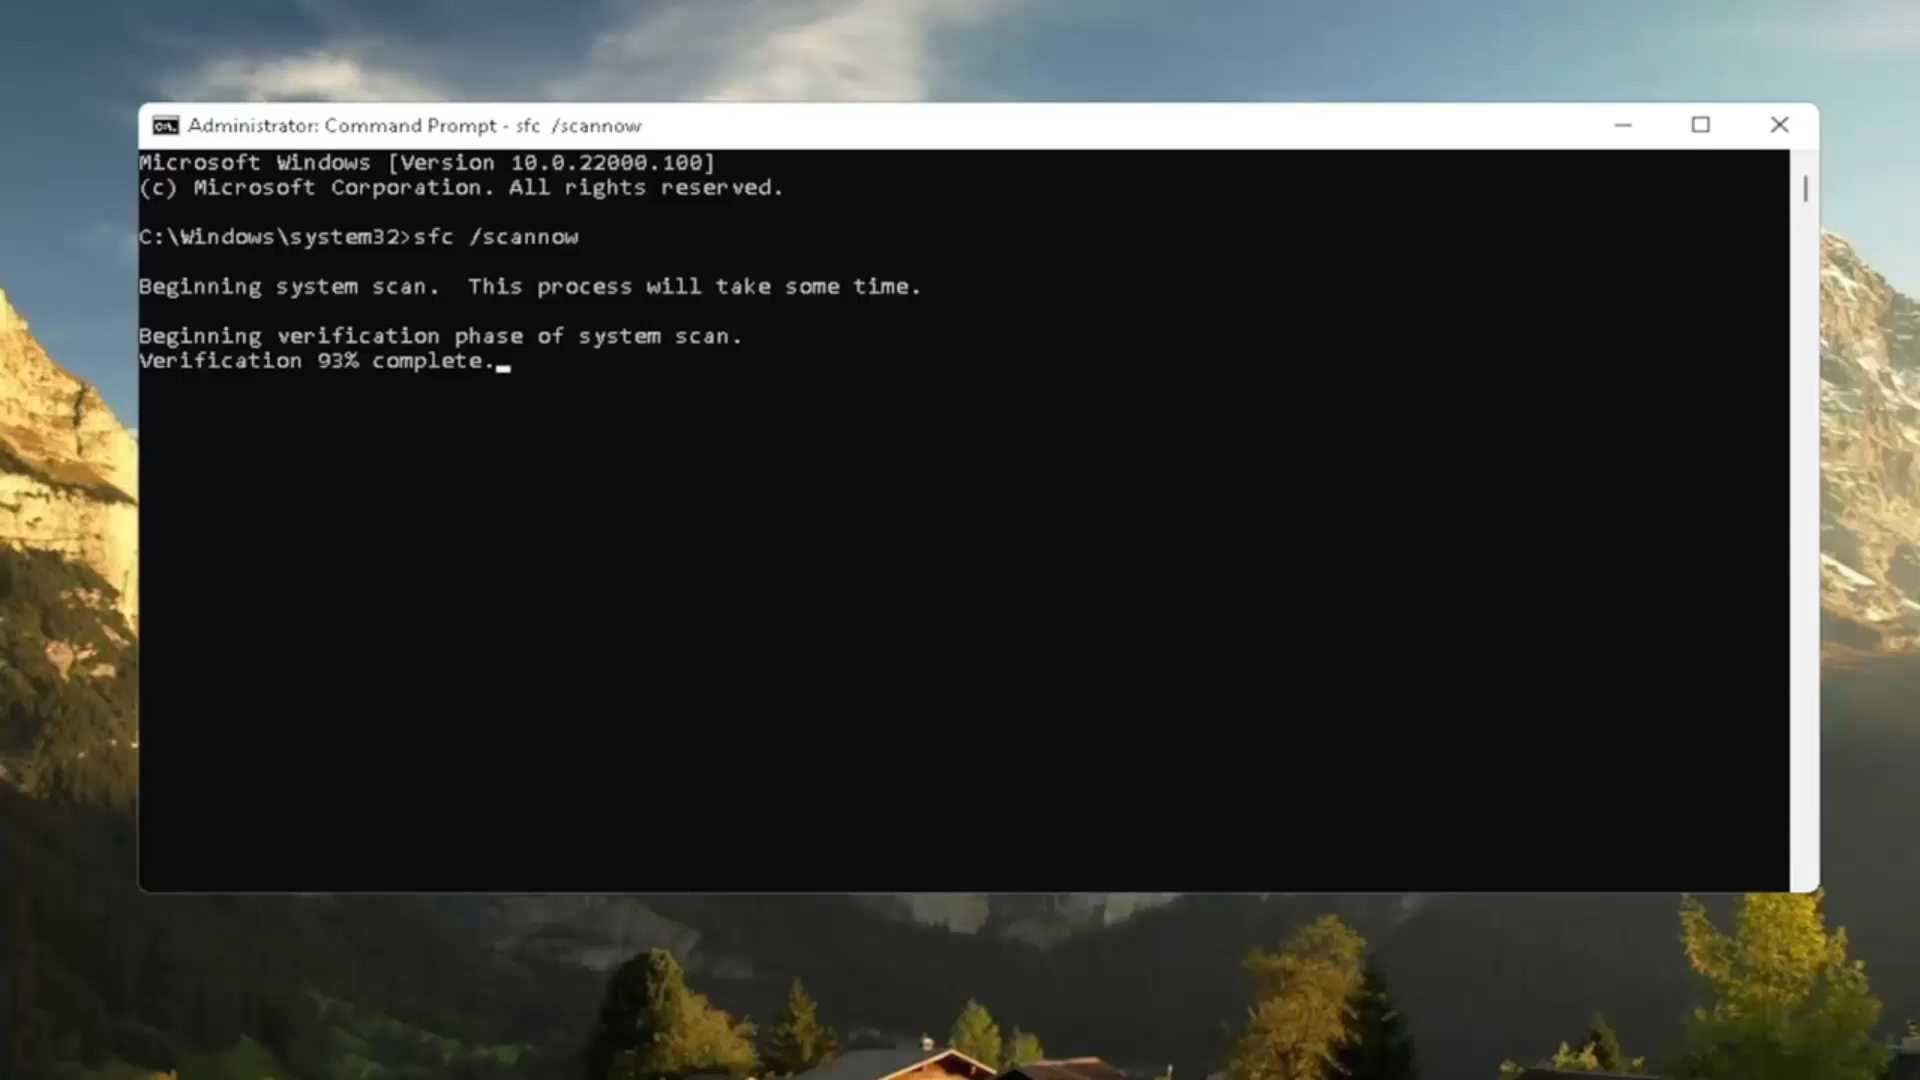 Administrator: Command Prompt - sfc  /scannow
Microsoft Windows [Version 10.0.22000.100]
(c) Microsoft Corporation. All rights reserved.
C:\Windows\system32>sfc /scannow
Beginning system scan.  This process will take some time.
Beginning verification phase of system scan.
Verification 93% complete.